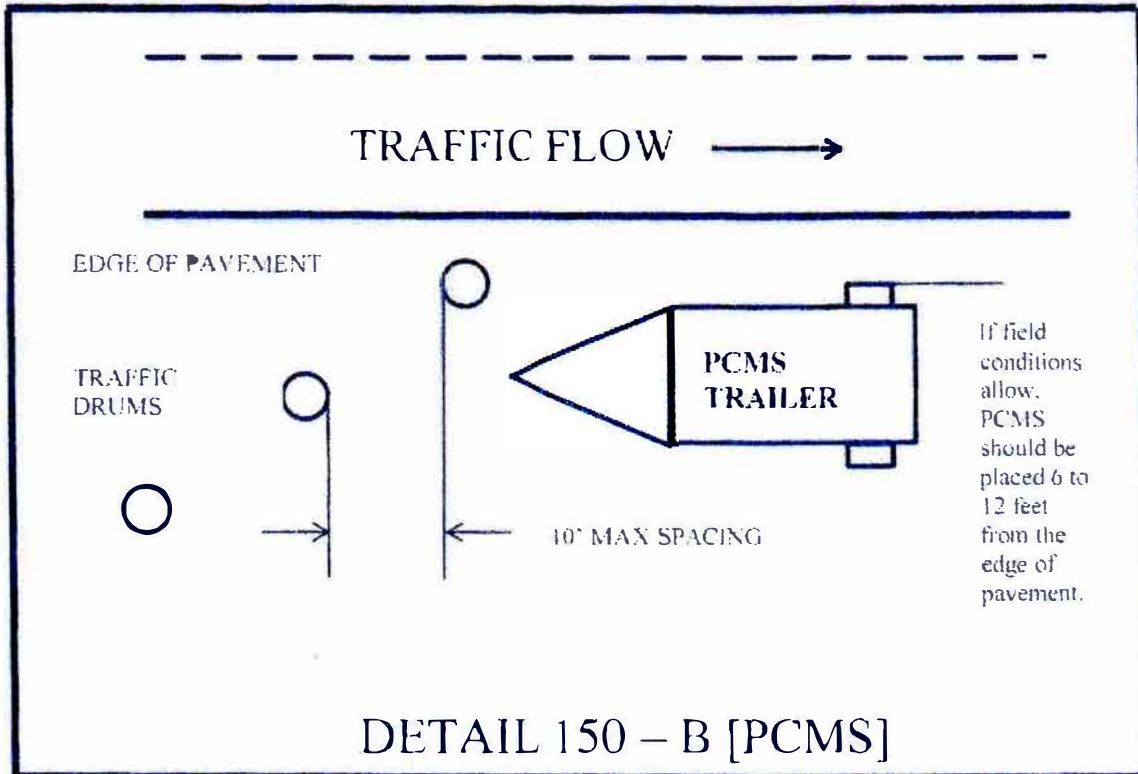 TRAFFIC FLOW
EDGE OF PAVEMENT
TRAFFIC
DRUMS
PCMS
TRAILER
If field
conditions
allow,
PCMS
should be
placed 6 to
12 feet
from the
edge of
pavement.
10' MAX SPACING
DETAIL 150 – B [PCMS]